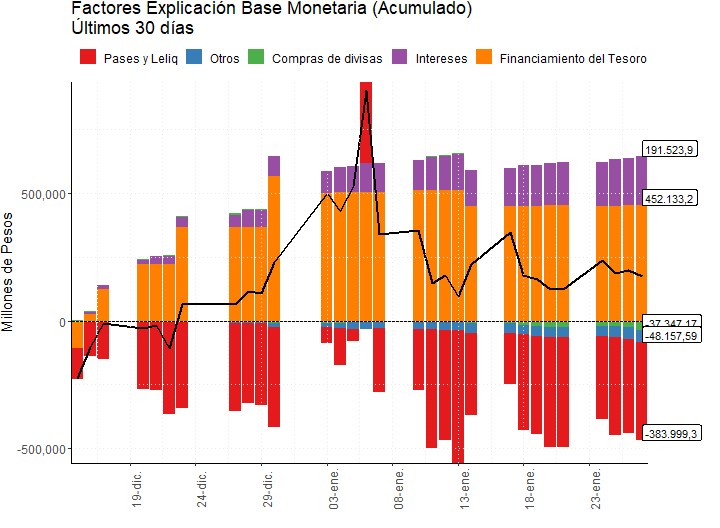 Factores Explicación Base Monetaria (Acumulado)
Últimos 30 días
Pases y Leliq Otros Compras de divisas Intereses Financiamiento del Tesoro
Millones de Pesos
500,000
0
-500,000
191.523,9
452.133,2
-37.347,17
-48.157,59
-383.999,3
19-dic.
24-dic.
29-dic.
03-ene.
08-ene.
13-ene.
18-ene.
23-ene.